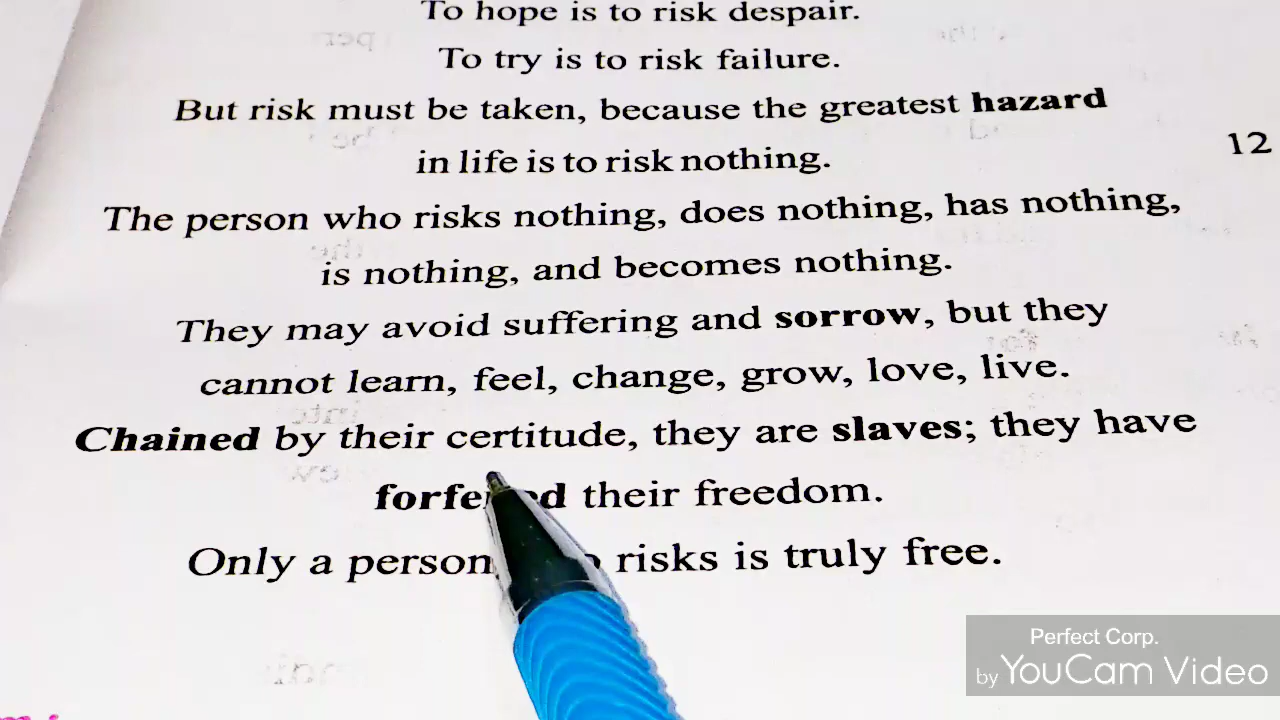 To hope is to risk despair.
To try is to risk failure.
But risk must be taken, because the greatest hazard
in life is to risk nothing.
12
The person who risks nothing, does nothing, has nothing,
is nothing, and becomes nothing.
They may avoid suffering and sorrow, but they
cannot learn, feel, change, grow, love, live.
Chained by their certitude, they are slaves; they have
their freedom.
Only a person risks is truly free.
Perfect Corp.
by YouCam Video